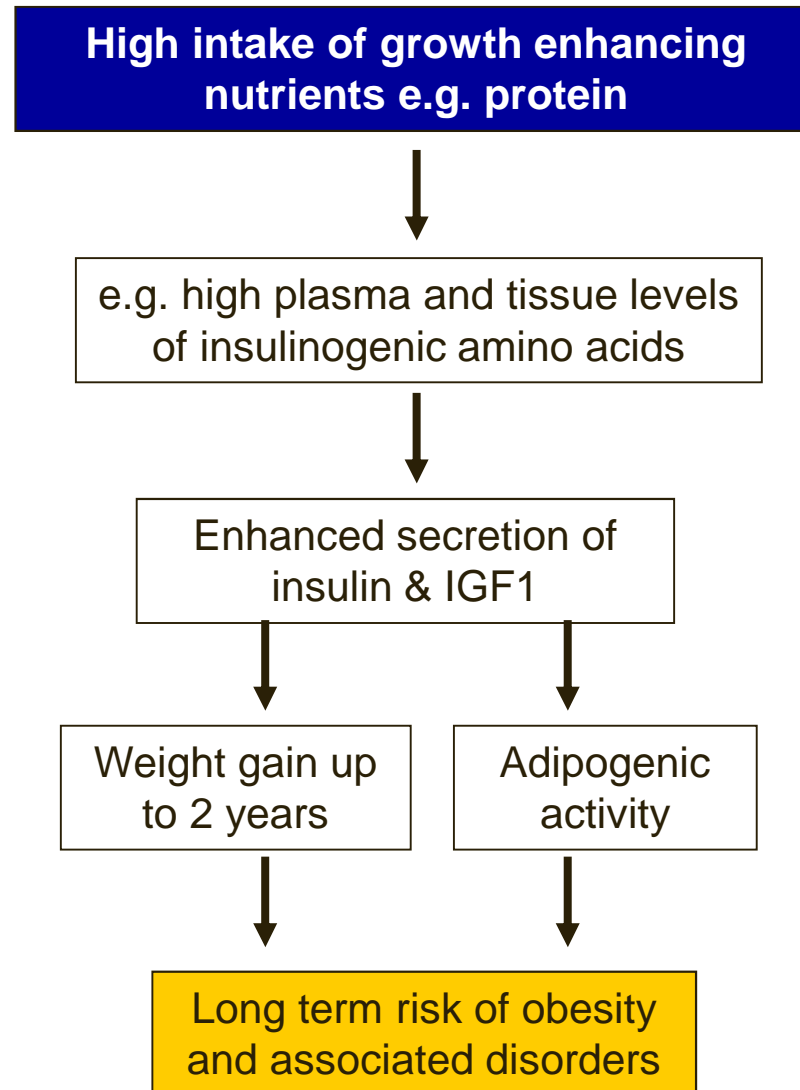 High intake of growth enhancing
nutrients e.g. protein
e.g. high plasma and tissue levels
of insulinogenic amino acids
Enhanced secretion of
insulin & IGF1
Weight gain up
to 2 years
Adipogenic
activity
Long term risk of obesity
and associated disorders